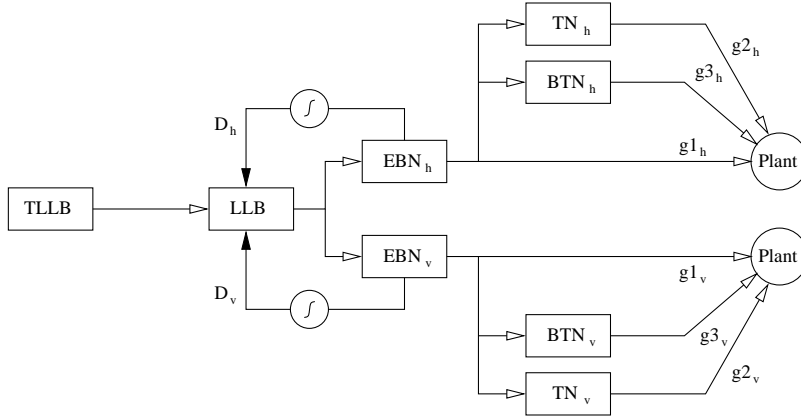 TN h
g2 h
BTN h
g3 h
D h
∫
EBN h
g1 h
Plant
TLLB
LLB
EBN v
Plant
g1 v
D v
∫
BTN v
g3 v
g2 v
TN v